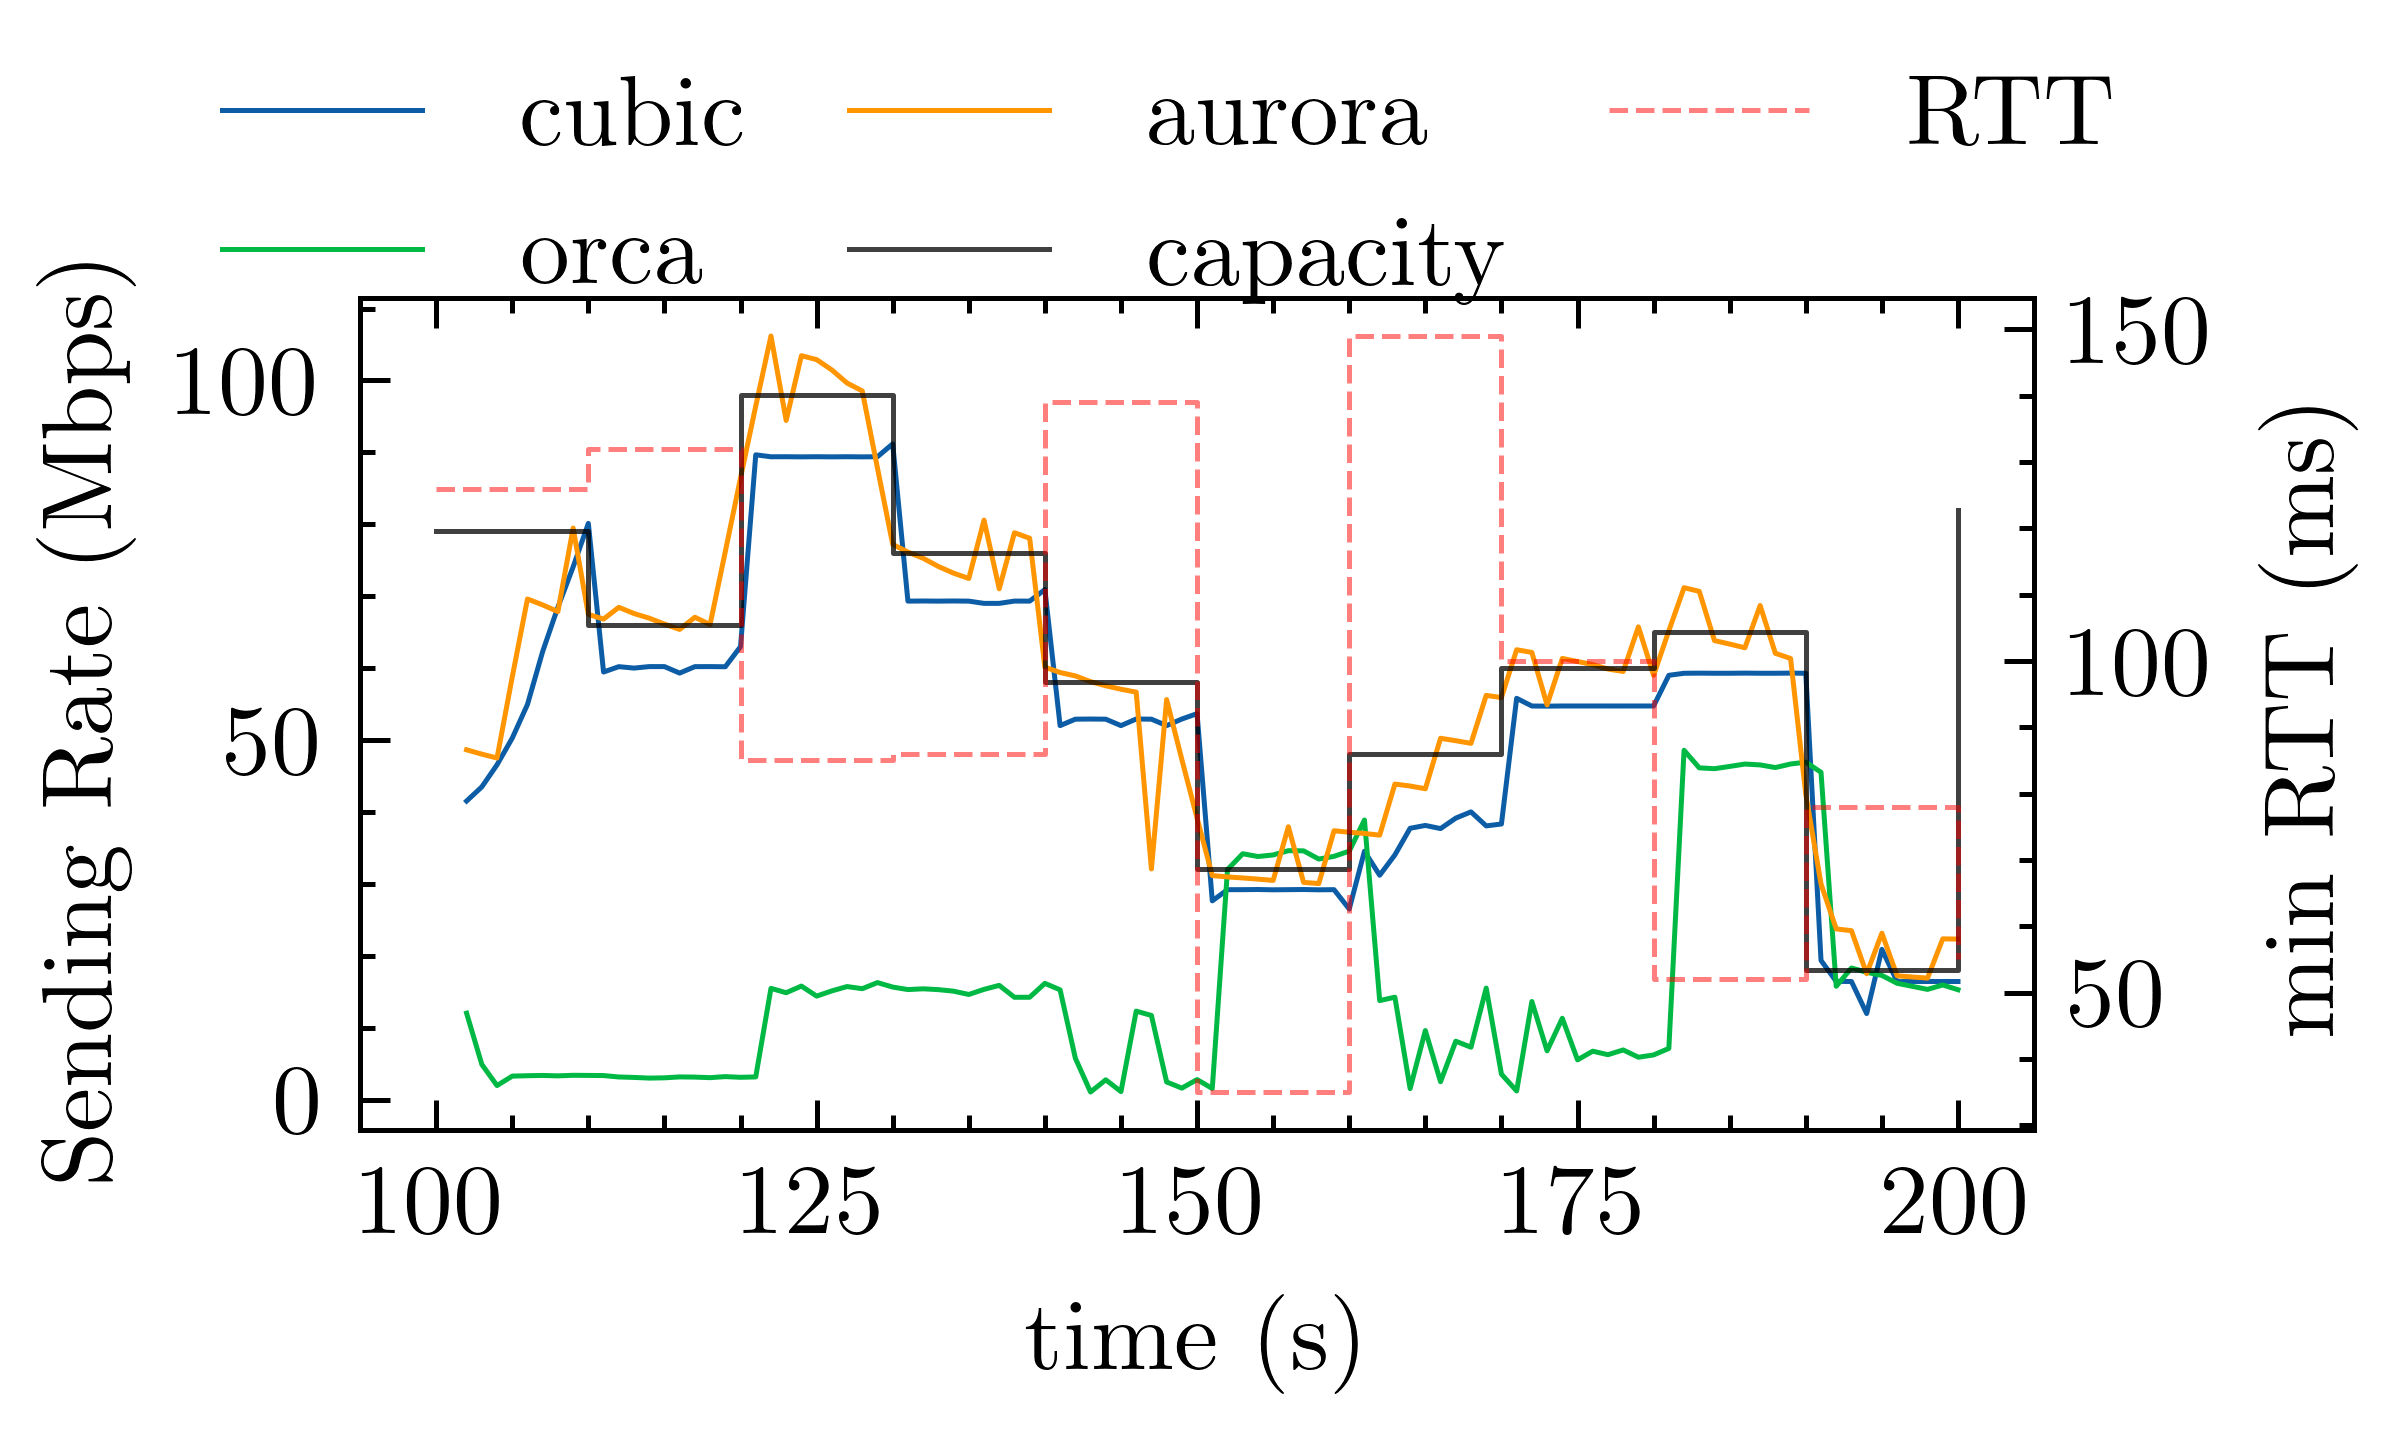 cubic aurora RTT
orca capacity
Sending Rate (Mbps)
100
50
0
150
100
50
min RTT (ms)
100 125 150 175 200
time (s)